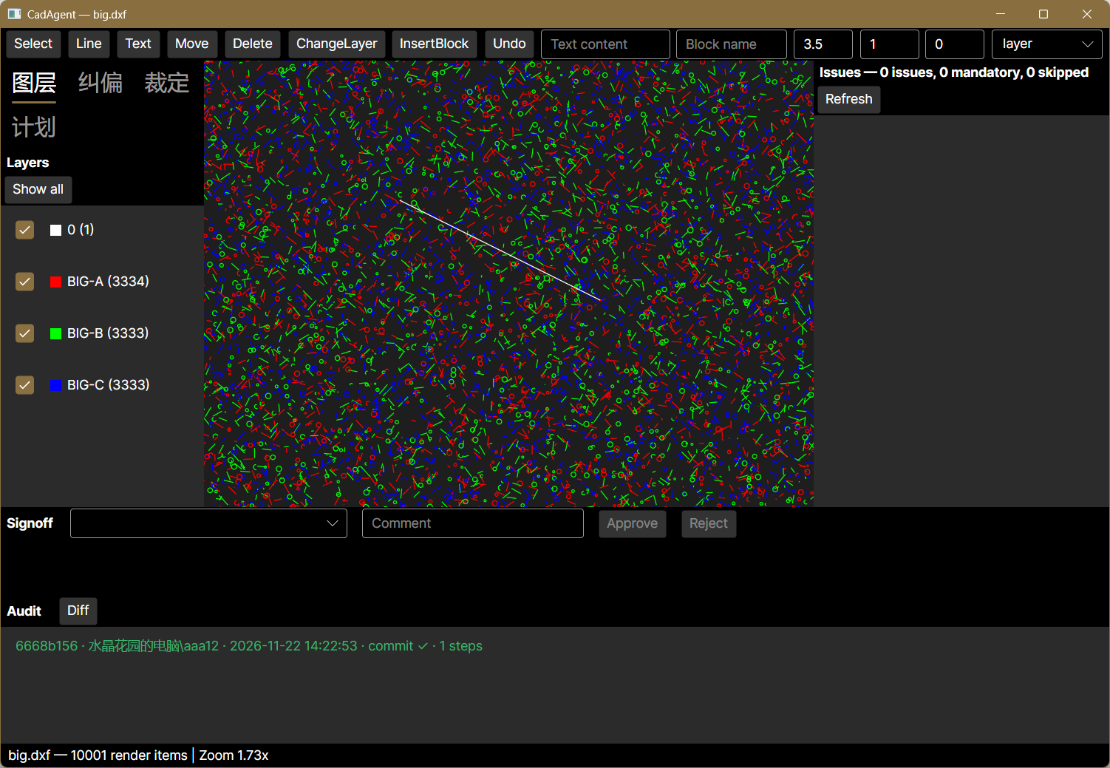 CadAgent — big.dxf
Select Line Text Move Delete ChangeLayer InsertBlock Undo Text content Block name 3.5 1 0 layer
图层 纠偏 裁定
计划
Layers
Show all
0 (1)
BIG-A (3334)
BIG-B (3333)
BIG-C (3333)
Issues — 0 issues, 0 mandatory, 0 skipped
Refresh
Signoff Comment Approve Reject
Audit Diff
6668b156 · 水晶花园的电脑\aaa12 · 2026-11-22 14:22:53 · commit ✓ · 1 steps
big.dxf — 10001 render items | Zoom 1.73x